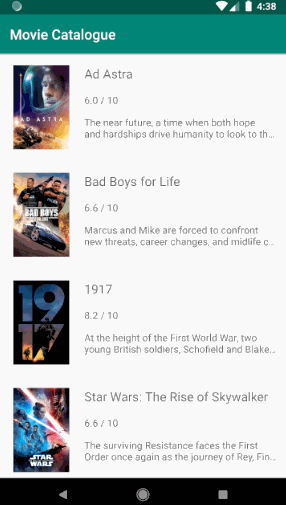 4:38
Movie Catalogue
AD ASTRA
Ad Astra
6.0 / 10
The near future, a time when both hope
and hardships drive humanity to look to th…
BAD BOYS
Bad Boys for Life
6.6 / 10
Marcus and Mike are forced to confront
new threats, career changes, and midlife c…
19
17
1917
8.2 / 10
At the height of the First World War, two
young British soldiers, Schofield and Blake…
STAR
WARS
Star Wars: The Rise of Skywalker
6.6 / 10
The surviving Resistance faces the First
Order once again as the journey of Rey, Fin…